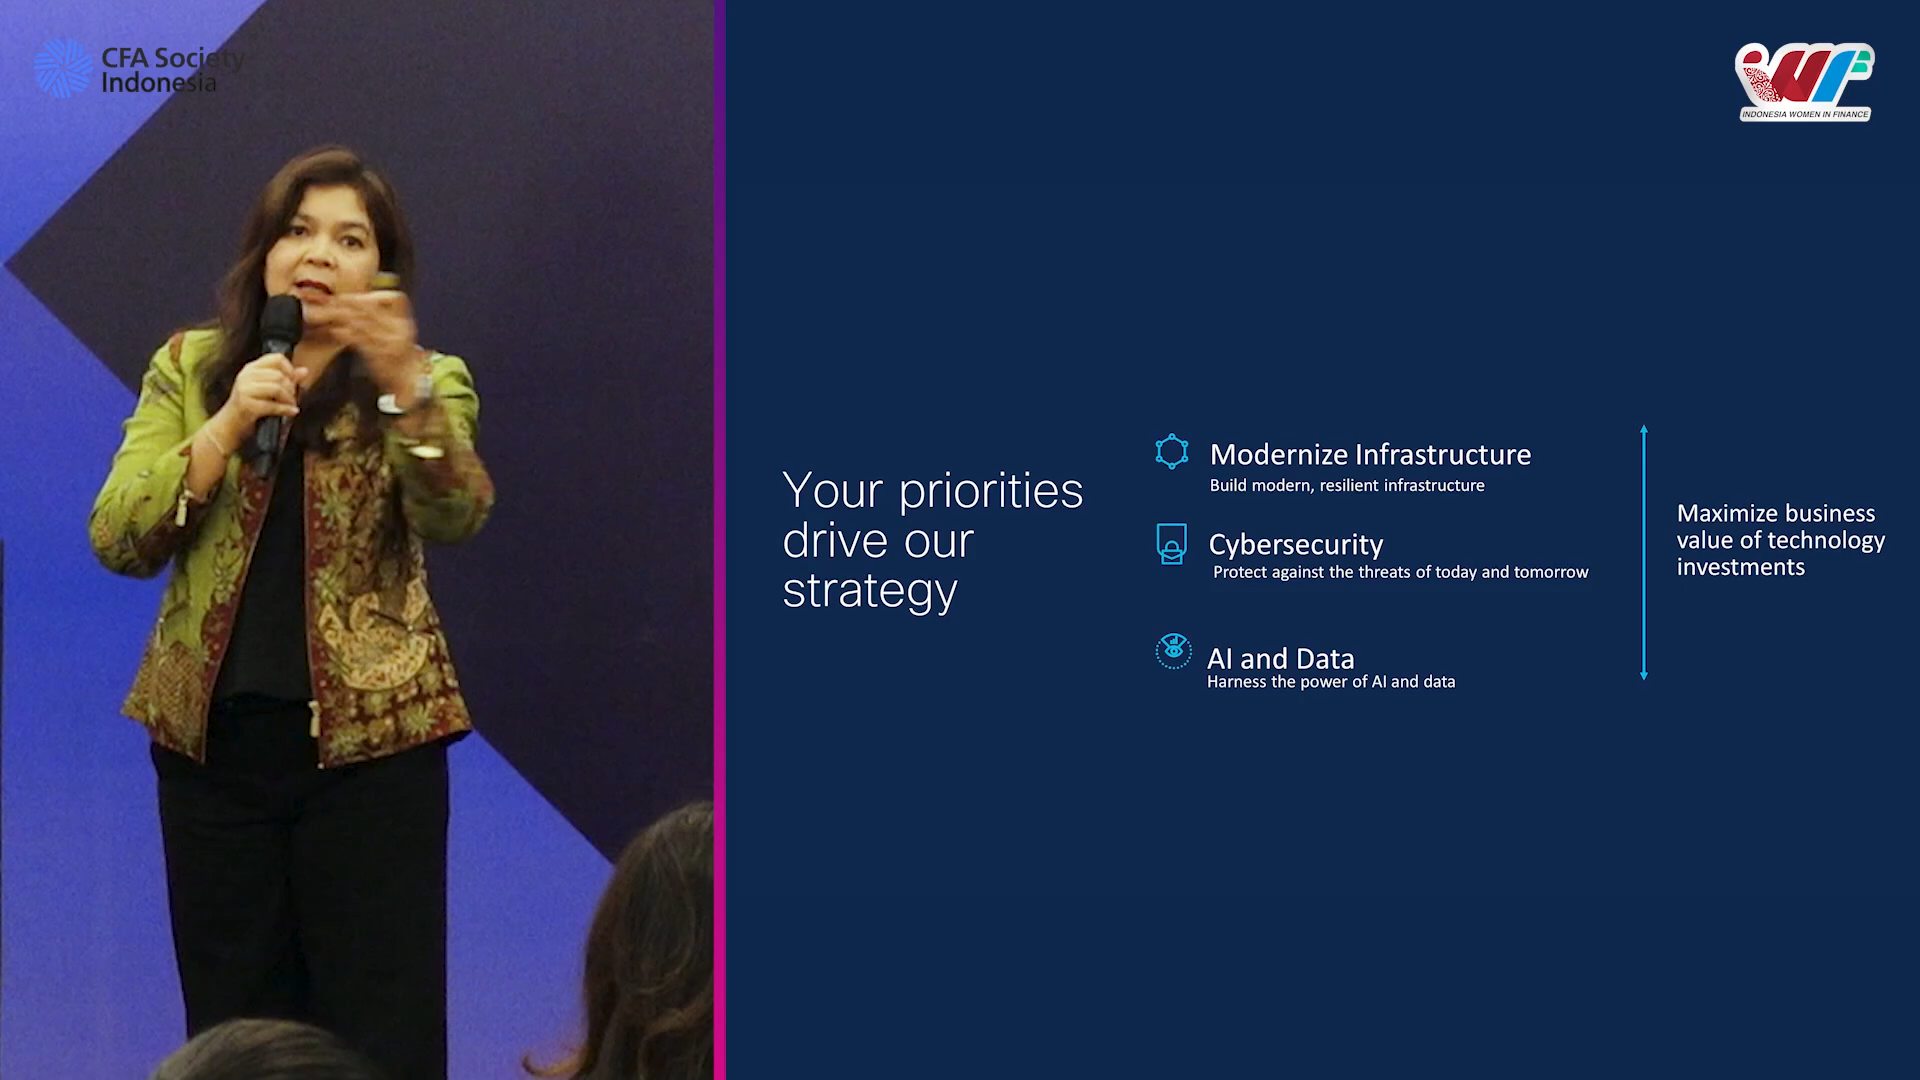 CFA Society
Indonesia
INDONESIA WOMEN IN FINANCE
Your priorities
drive our
strategy
Modernize Infrastructure
Build modern, resilient infrastructure
Cybersecurity
Protect against the threats of today and tomorrow
AI and Data
Harness the power of AI and data
Maximize business
value of technology
investments